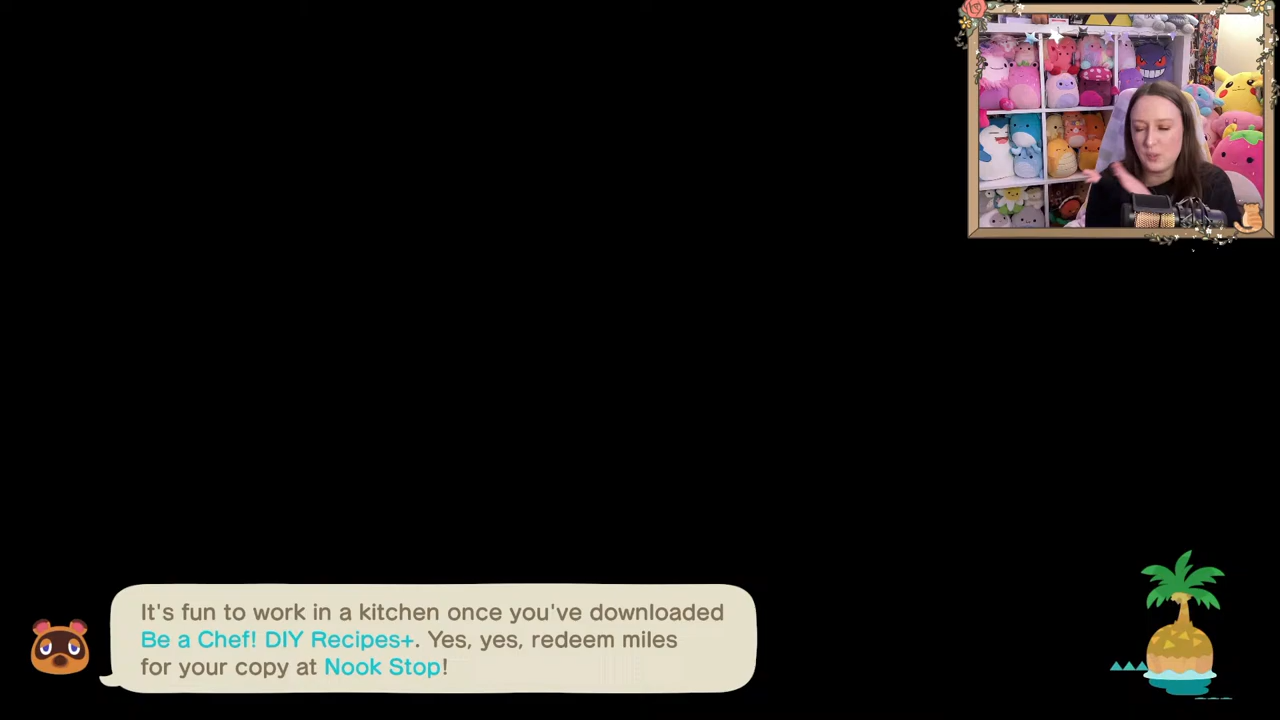 It's fun to work in a kitchen once you've downloaded
Be a Chef! DIY Recipes+. Yes, yes, redeem miles
for your copy at Nook Stop!